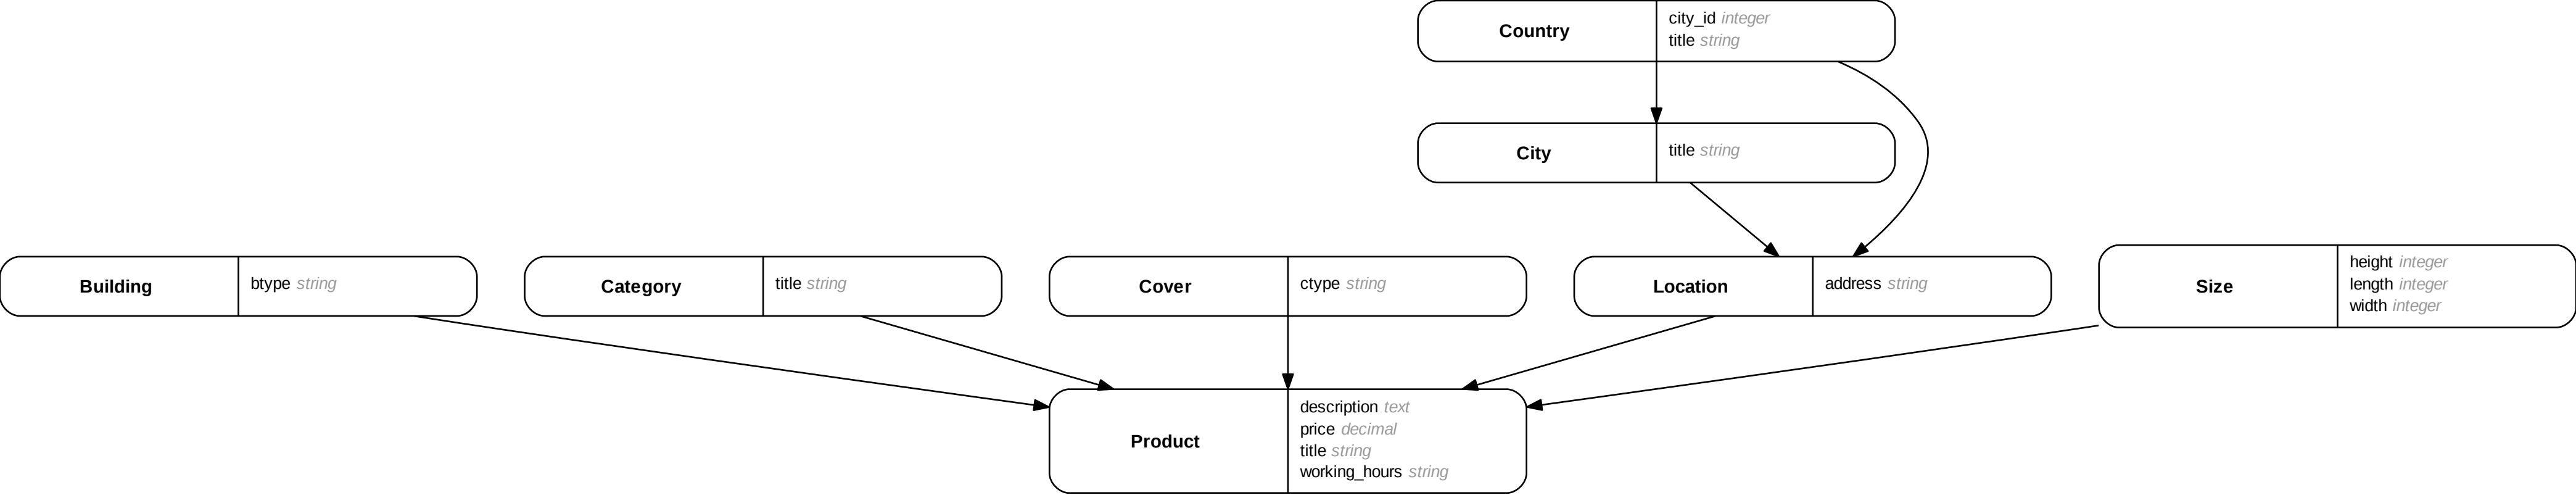 Country
city_id integer
title string
City
title string
Building
btype string
Category
title string
Cover
ctype string
Location
address string
Size
height integer
length integer
width integer
Product
description text
price decimal
title string
working_hours string